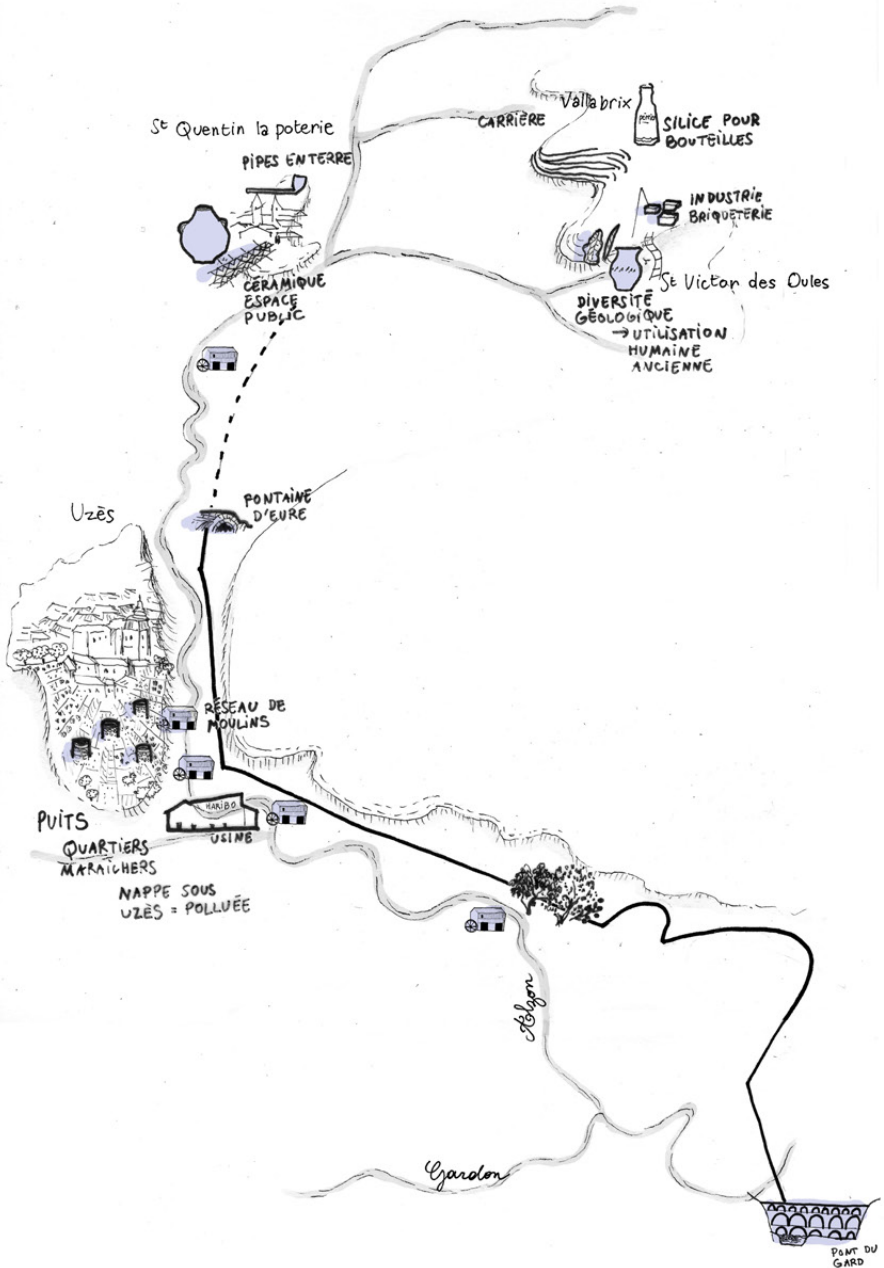 Vallabrix
St Quentin la poterie
CARRIÈRE
SILICE POUR
BOUTEILLES
PIPES EN TERRE
INDUSTRIE
BRIQUETERIE
CÉRAMIQUE
ESPACE
PUBLIC
St Victor des Oules
DIVERSITÉ
GÉOLOGIQUE
→ UTILISATION
HUMAINE
ANCIENNE
FONTAINE
D'EURE
Uzès
RÉSEAU DE
MOULINS
HARIBO
USINE
PUITS
QUARTIERS
MARAÎCHERS
NAPPE SOUS
UZÈS = POLLUÉE
Alzon
Gardon
PONT DU
GARD